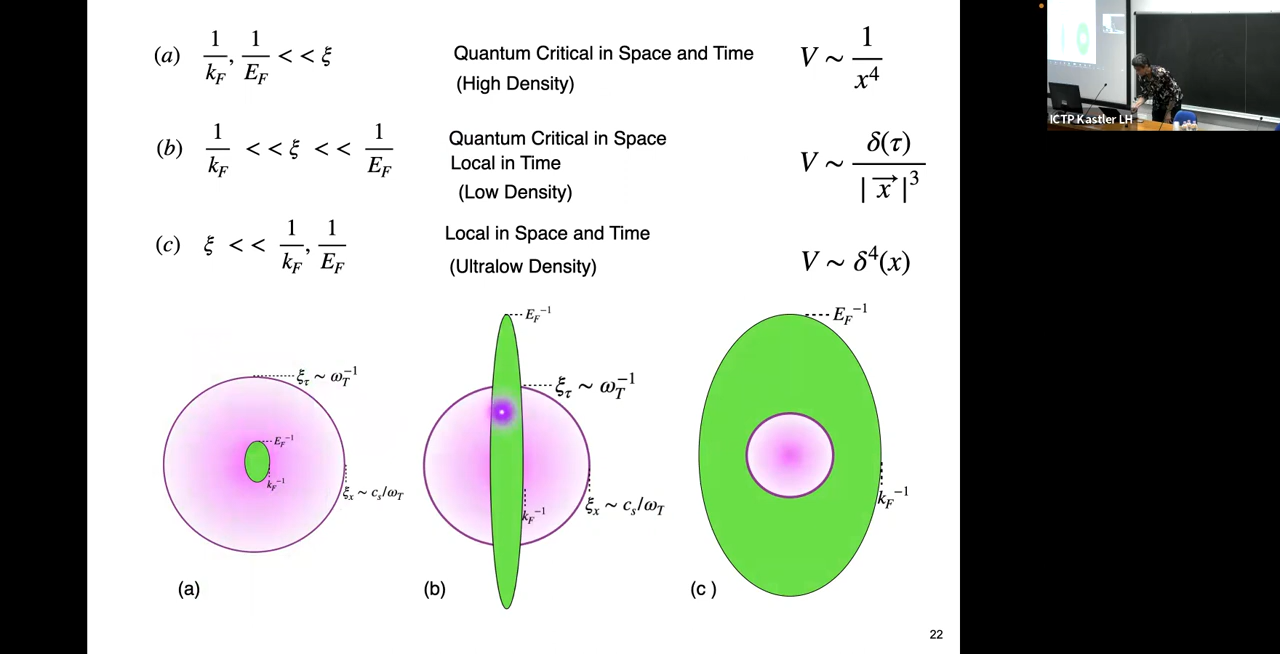 (a) 1/k_F, 1/E_F << ξ Quantum Critical in Space and Time V ~ 1/x⁴
(High Density)
(b) 1/k_F << ξ << 1/E_F Quantum Critical in Space V ~ δ(τ)/|x⃗|³
Local in Time
(Low Density)
(c) ξ << 1/k_F, 1/E_F Local in Space and Time V ~ δ⁴(x)
(Ultralow Density)
ξ_τ ~ ω_T⁻¹
E_F⁻¹
k_F⁻¹
ξ_x ~ c_s/ω_T
(a)
E_F⁻¹
ξ_τ ~ ω_T⁻¹
k_F⁻¹
ξ_x ~ c_s/ω_T
(b)
E_F⁻¹
k_F⁻¹
(c )
22
ICTP Kastler LH